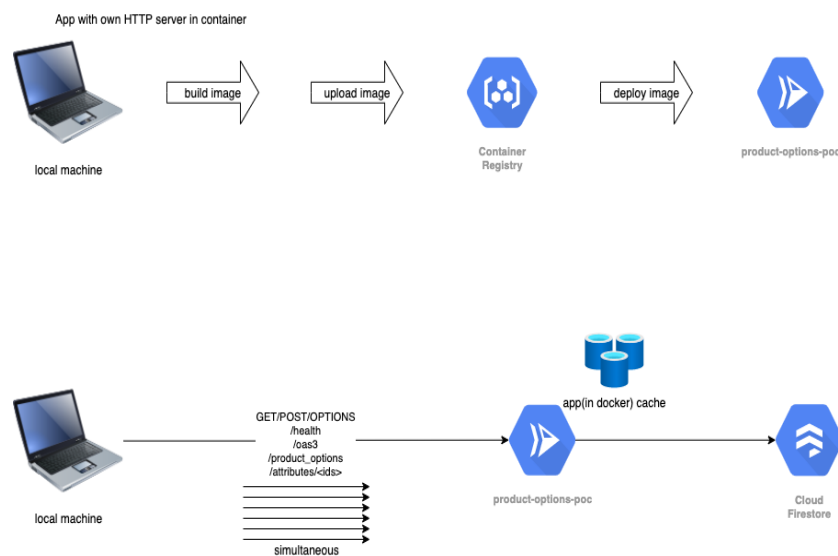 App with own HTTP server in container
build image
upload image
deploy image
Container
Registry
product-options-poc
local machine
app(in docker) cache
GET/POST/OPTIONS
/health
/oas3
/product_options
/attributes/<ids>
product-options-poc
Cloud
Firestore
local machine
simultaneous